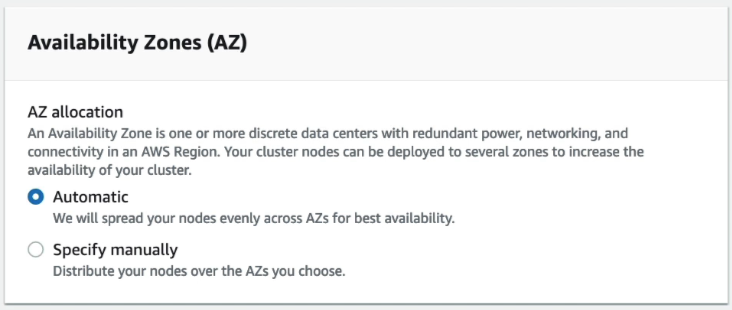 Availability Zones (AZ)
AZ allocation
An Availability Zone is one or more discrete data centers with redundant power, networking, and
connectivity in an AWS Region. Your cluster nodes can be deployed to several zones to increase the
availability of your cluster.
Automatic
We will spread your nodes evenly across AZs for best availability.
Specify manually
Distribute your nodes over the AZs you choose.